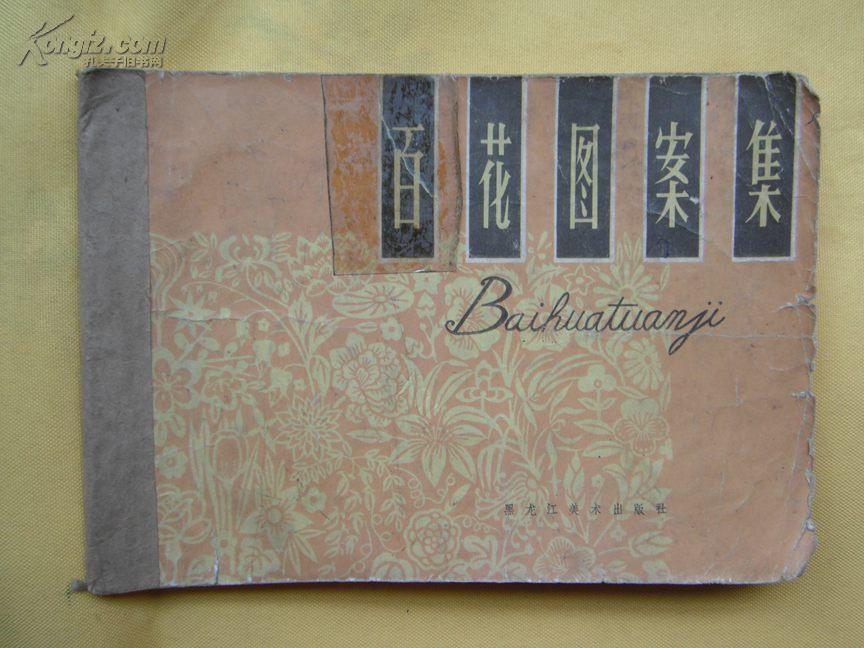 Kongfz.com
孔夫子旧书网
百花图案集
Baihuatuanji
黑龙江美术出版社